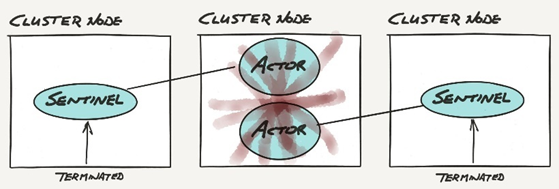 CLUSTER NODE
CLUSTER NODE
CLUSTER NODE
SENTINEL
ACTOR
ACTOR
SENTINEL
TERMINATED
TERMINATED